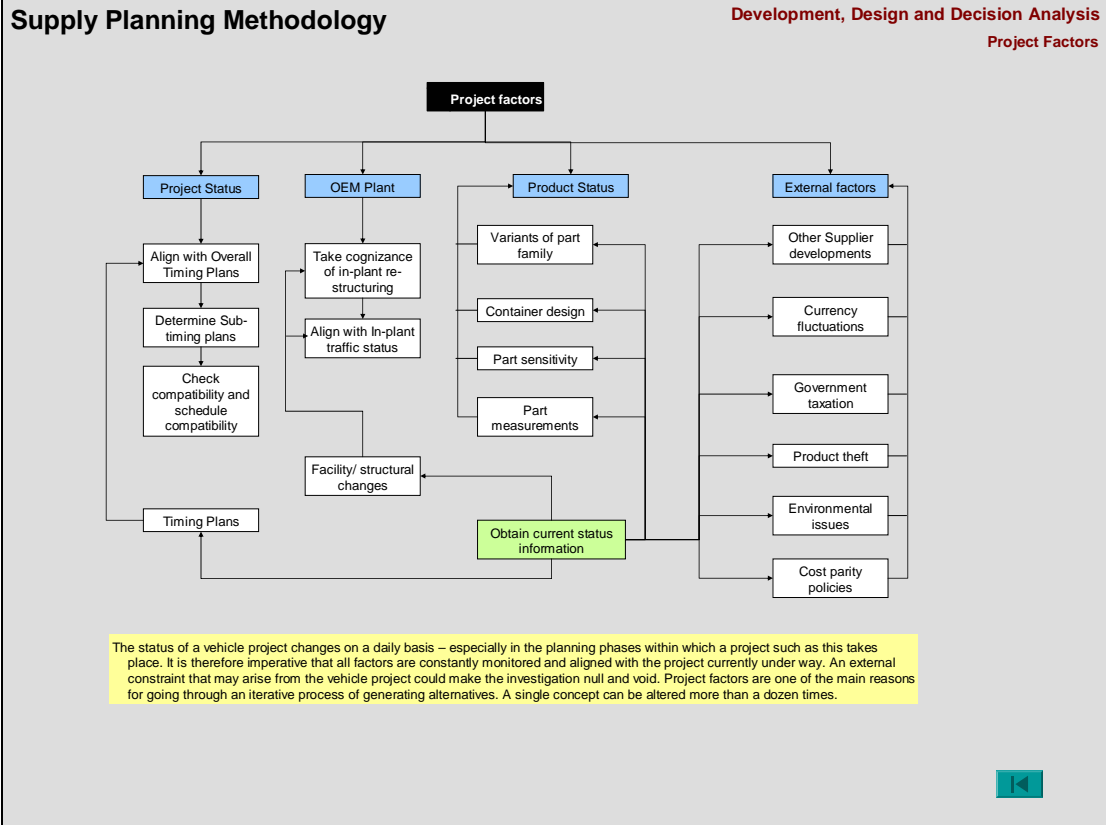 Supply Planning Methodology
Development, Design and Decision Analysis
Project Factors
Project factors
Project Status
OEM Plant
Product Status
External factors
Align with Overall
Timing Plans
Determine Sub-
timing plans
Check
compatibility and
schedule
compatibility
Timing Plans
Take cognizance
of in-plant re-
structuring
Align with In-plant
traffic status
Facility/ structural
changes
Variants of part
family
Container design
Part sensitivity
Part
measurements
Obtain current status
information
Other Supplier
developments
Currency
fluctuations
Government
taxation
Product theft
Environmental
issues
Cost parity
policies
The status of a vehicle project changes on a daily basis – especially in the planning phases within which a project such as this takes
place. It is therefore imperative that all factors are constantly monitored and aligned with the project currently under way. An external
constraint that may arise from the vehicle project could make the investigation null and void. Project factors are one of the main reasons
for going through an iterative process of generating alternatives. A single concept can be altered more than a dozen times.